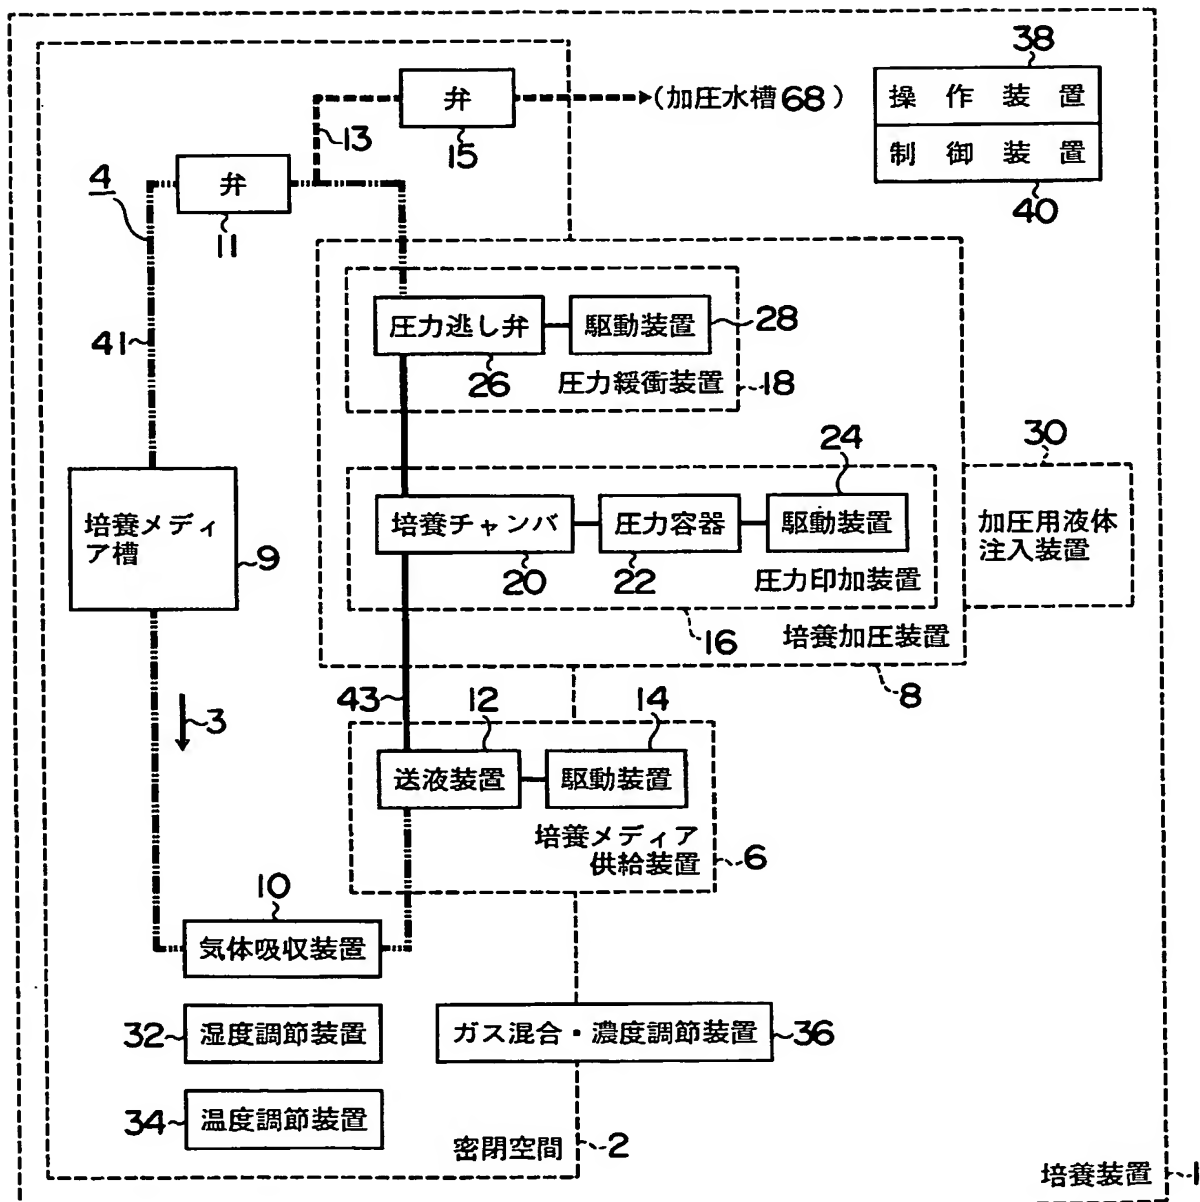 38
弁
(加圧水槽68)
操作装置
13
15
制御装置
4
弁
40
11
圧力逃し弁
駆動装置
28
41
26
圧力緩衝装置
18
24
30
培養メディ
ア槽
9
培養チャンバ
圧力容器
駆動装置
加圧用液体
注入装置
20
22
圧力印加装置
16
培養加圧装置
8
3
43
12
14
送液装置
駆動装置
培養メディア
供給装置
6
10
気体吸収装置
32
湿度調節装置
ガス混合・濃度調節装置
36
34
温度調節装置
密閉空間
2
培養装置
1